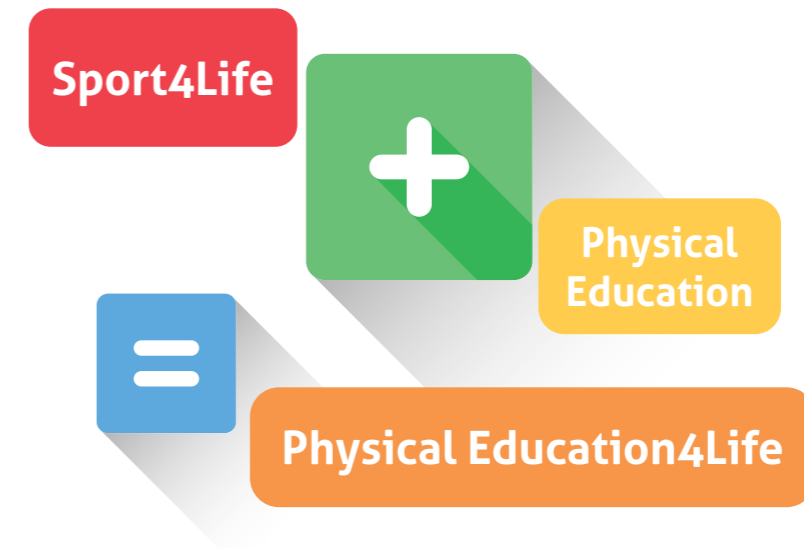 Sport4Life
+
Physical
Education
=
Physical Education4Life